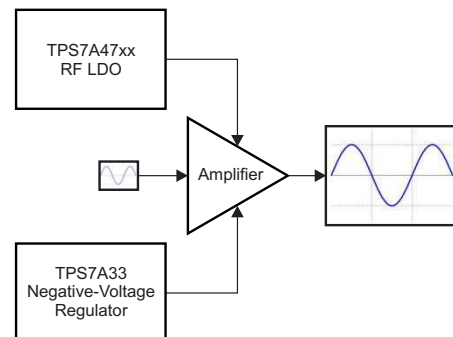 TPS7A47xx
RF LDO
Amplifier
TPS7A33
Negative-Voltage
Regulator